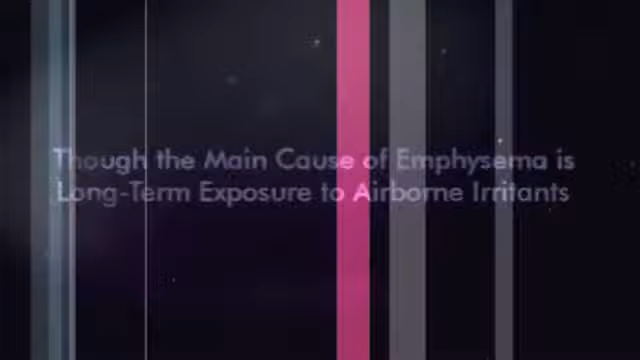 Though the Main Cause of Emphysema is
Long-Term Exposure to Airborne Irritants